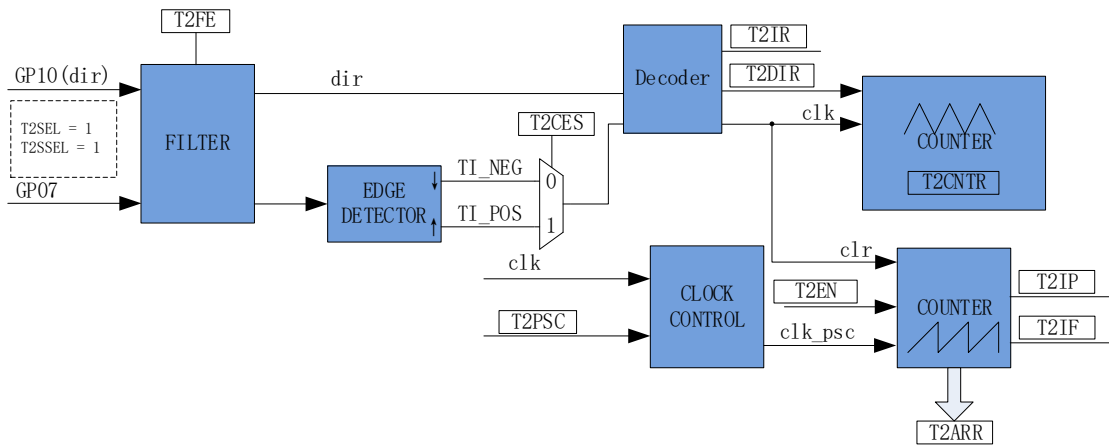 T2FE
T2IR
GP10(dir)
dir
Decoder
T2DIR
T2SEL = 1
T2SSEL = 1
FILTER
T2CES
clk
COUNTER
T2CNTR
GP07
EDGE
DETECTOR
TI_NEG
0
TI_POS
1
clk
clr
CLOCK
CONTROL
T2EN
COUNTER
T2IP
T2PSC
clk_psc
T2IF
T2ARR